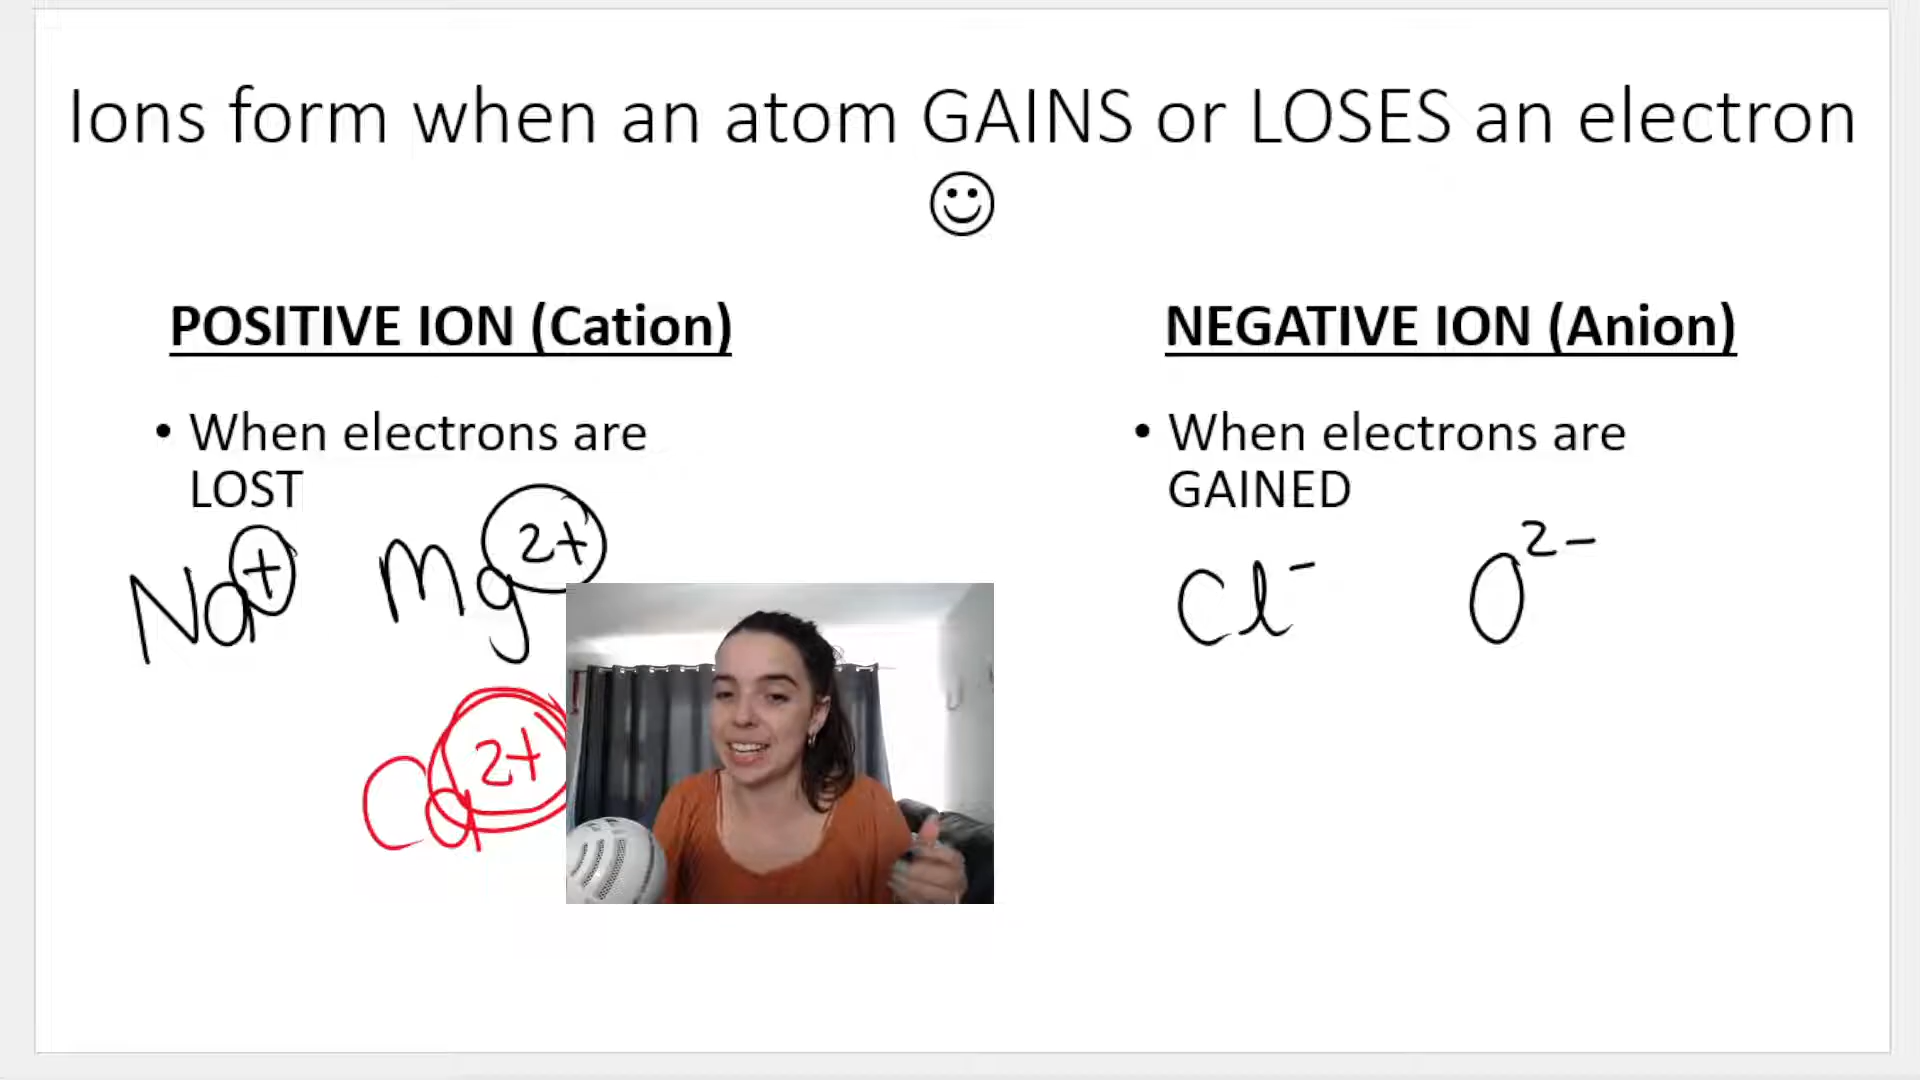 Ions form when an atom GAINS or LOSES an electron
☺
POSITIVE ION (Cation)
• When electrons are
LOST
Na+ Mg2+
Ca2+
NEGATIVE ION (Anion)
• When electrons are
GAINED
Cl- O2-